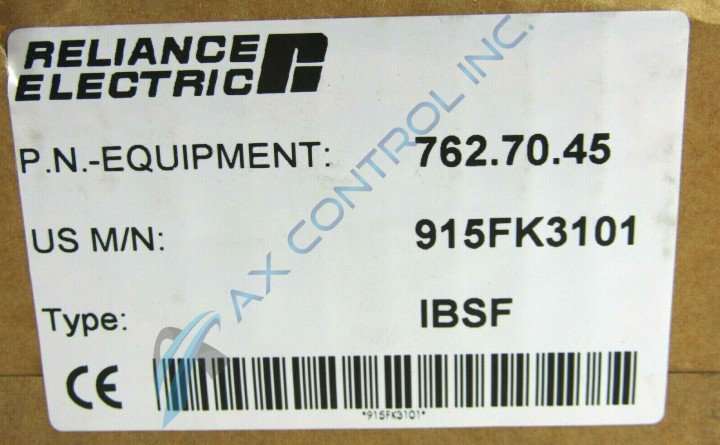 RELIANCE
ELECTRIC
P.N.-EQUIPMENT: 762.70.45
US M/N: 915FK3101
Type: IBSF
CE
*915FK3101*
AX CONTROL INC.